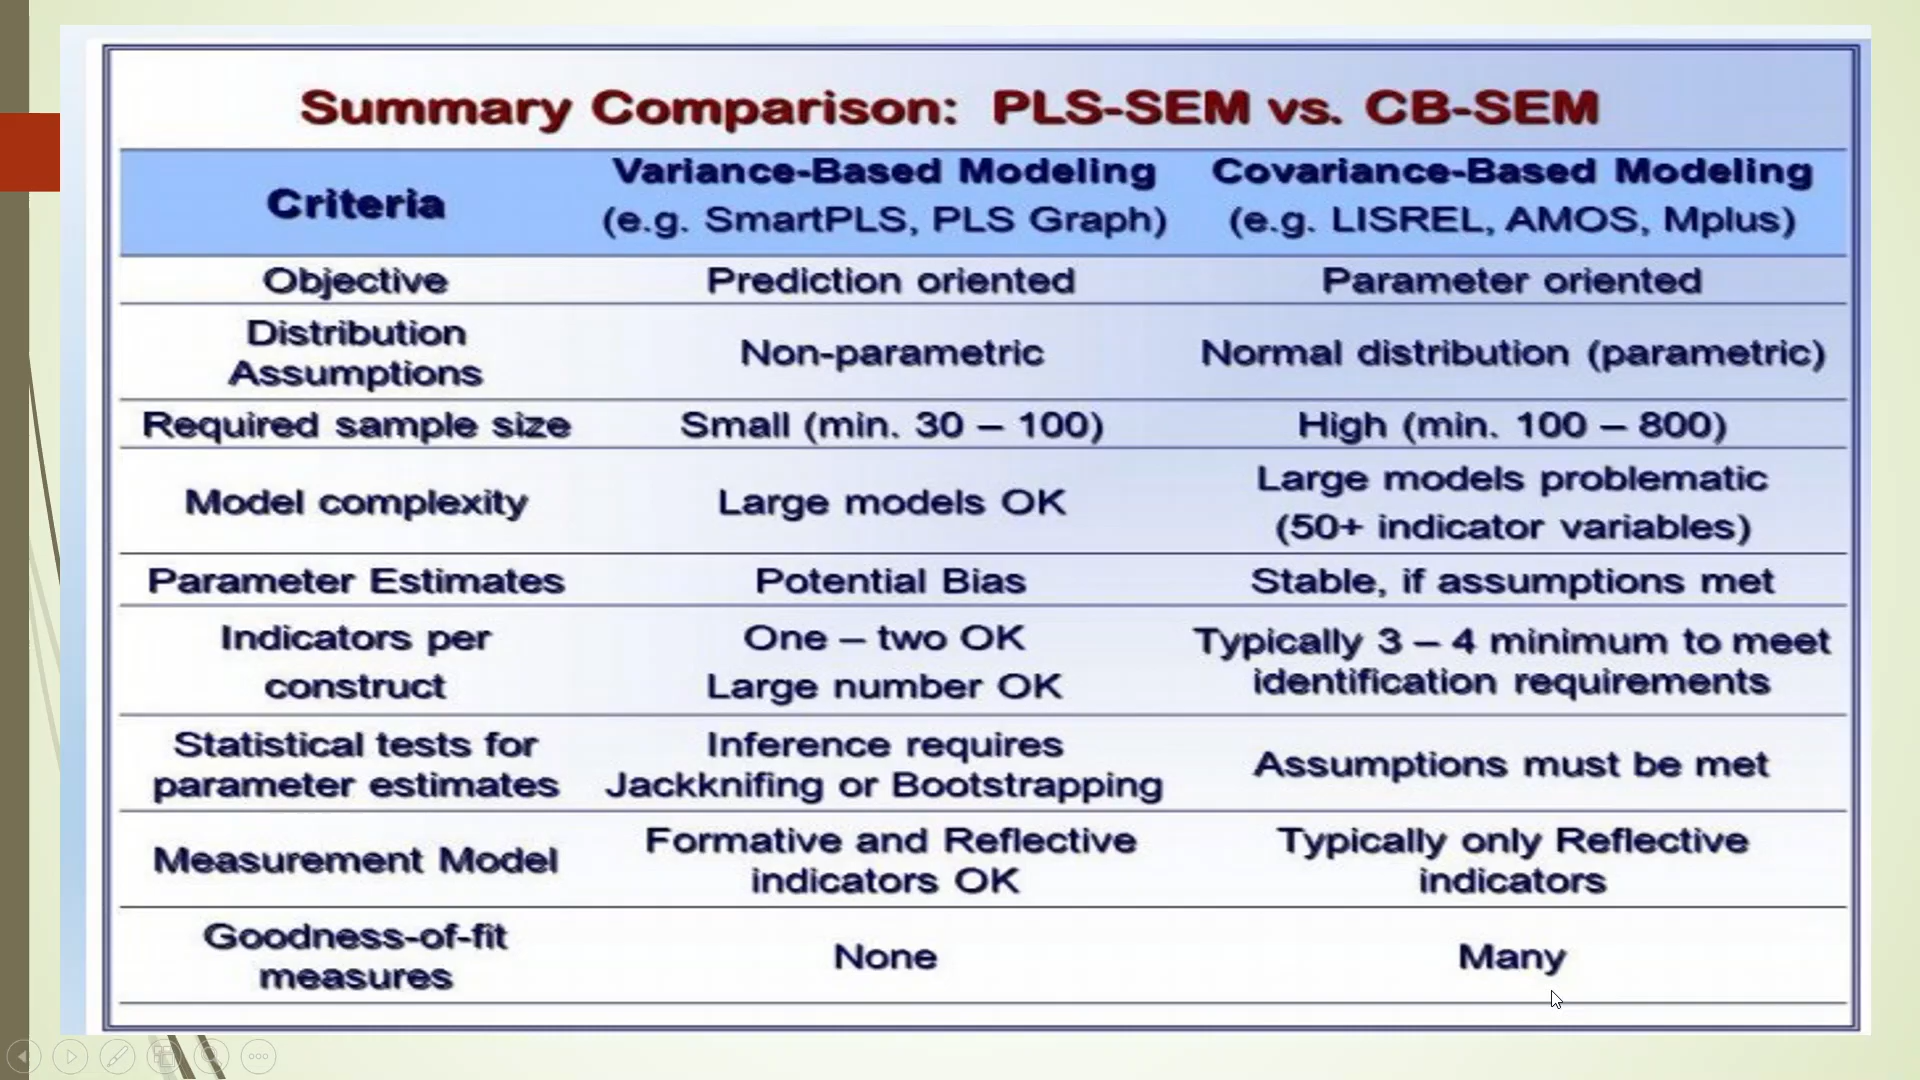 Summary Comparison: PLS-SEM vs. CB-SEM
Criteria
Variance-Based Modeling
(e.g. SmartPLS, PLS Graph)
Covariance-Based Modeling
(e.g. LISREL, AMOS, Mplus)
Objective
Prediction oriented
Parameter oriented
Distribution
Assumptions
Non-parametric
Normal distribution (parametric)
Required sample size
Small (min. 30 – 100)
High (min. 100 – 800)
Model complexity
Large models OK
Large models problematic
(50+ indicator variables)
Parameter Estimates
Potential Bias
Stable, if assumptions met
Indicators per
construct
One – two OK
Large number OK
Typically 3 – 4 minimum to meet
identification requirements
Statistical tests for
parameter estimates
Inference requires
Jackknifing or Bootstrapping
Assumptions must be met
Measurement Model
Formative and Reflective
indicators OK
Typically only Reflective
indicators
Goodness-of-fit
measures
None
Many